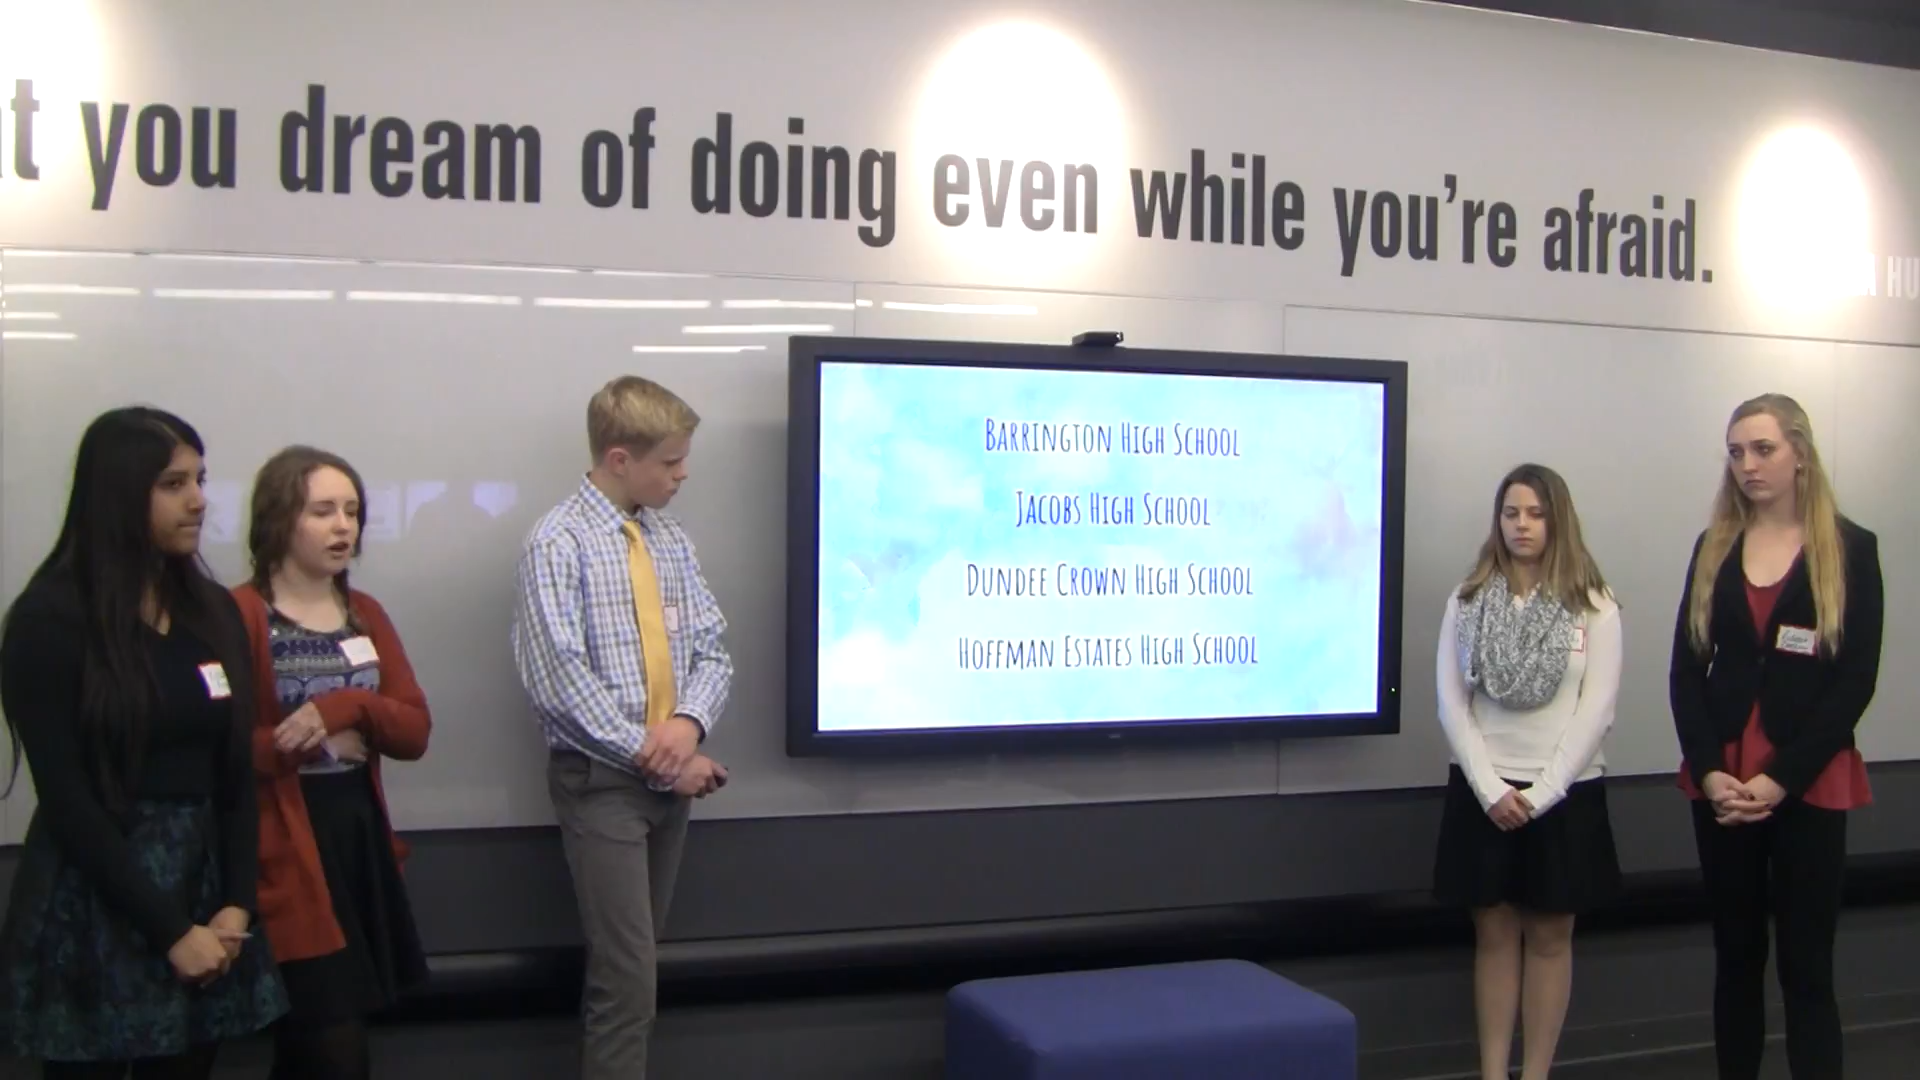 you dream of doing even while you're afraid.
HU
Barrington High School
Jacobs High School
Dundee Crown High School
Hoffman Estates High School